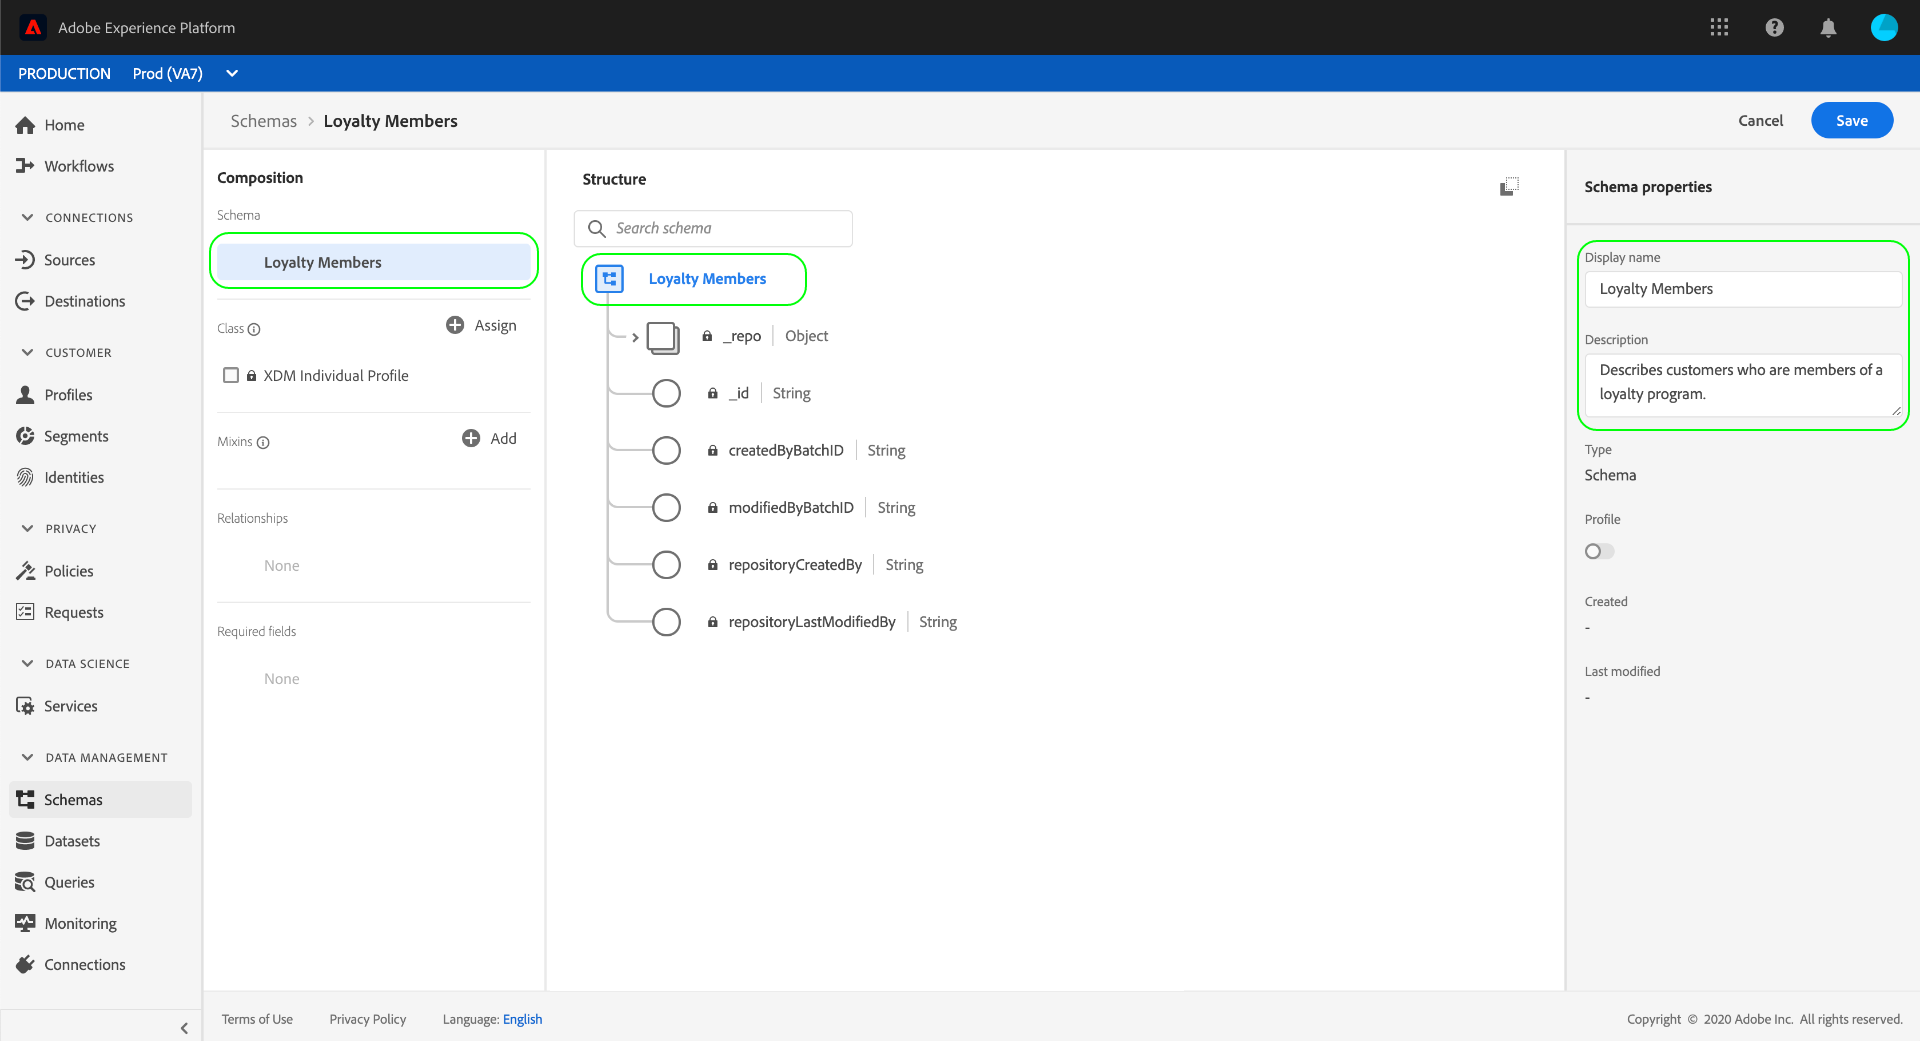 Adobe Experience Platform
PRODUCTION Prod (VA7)
Home
Workflows
CONNECTIONS
Sources
Destinations
CUSTOMER
Profiles
Segments
Identities
PRIVACY
Policies
Requests
DATA SCIENCE
Services
DATA MANAGEMENT
Schemas
Datasets
Queries
Monitoring
Connections
Schemas > Loyalty Members
Cancel
Save
Composition
Schema
Loyalty Members
Class
Assign
XDM Individual Profile
Mixins
Add
Relationships
None
Required fields
None
Structure
Search schema
Loyalty Members
_repo | Object
_id | String
createdByBatchID | String
modifiedByBatchID | String
repositoryCreatedBy | String
repositoryLastModifiedBy | String
Schema properties
Display name
Loyalty Members
Description
Describes customers who are members of a
loyalty program.
Type
Schema
Profile
Created
-
Last modified
-
Terms of Use Privacy Policy Language: English
Copyright © 2020 Adobe Inc. All rights reserved.